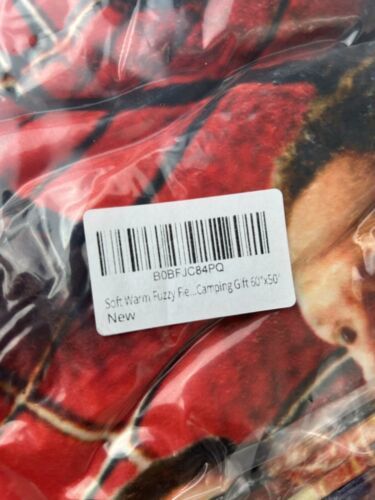 B0BFJC84PQ
Soft Warm Fuzzy Fle...Camping Gift 60"x50"
New